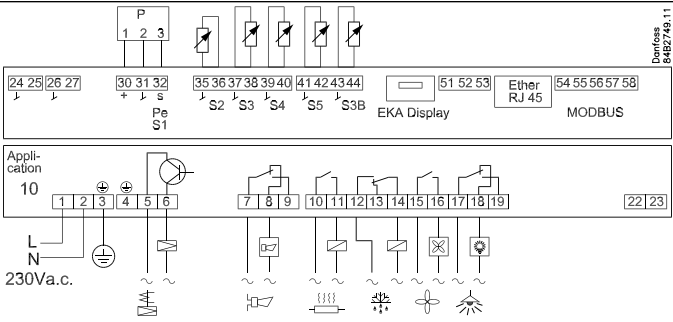 P
1 2 3
Danfoss
84B2749.11
24 25 26 27 30 31 32 35 36 37 38 39 40 41 42 43 44 51 52 53 54 55 56 57 58
+ s
S2 S3 S4 S5 S3B
Pe
S1
EKA Display
Ether
RJ 45
MODBUS
Appli-
cation
10
1 2 3 4 5 6 7 8 9 10 11 12 13 14 15 16 17 18 19 22 23
L
N
230Va.c.